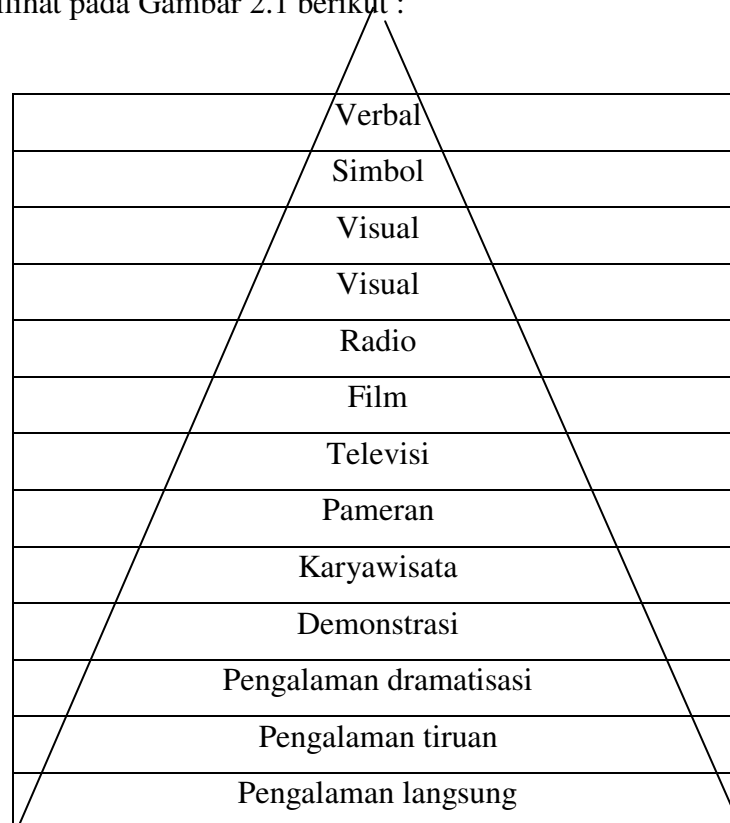 pada Gambar 2.1 berikut :
Verbal
Simbol
Visual
Visual
Radio
Film
Televisi
Pameran
Karyawisata
Demonstrasi
Pengalaman dramatisasi
Pengalaman tiruan
Pengalaman langsung